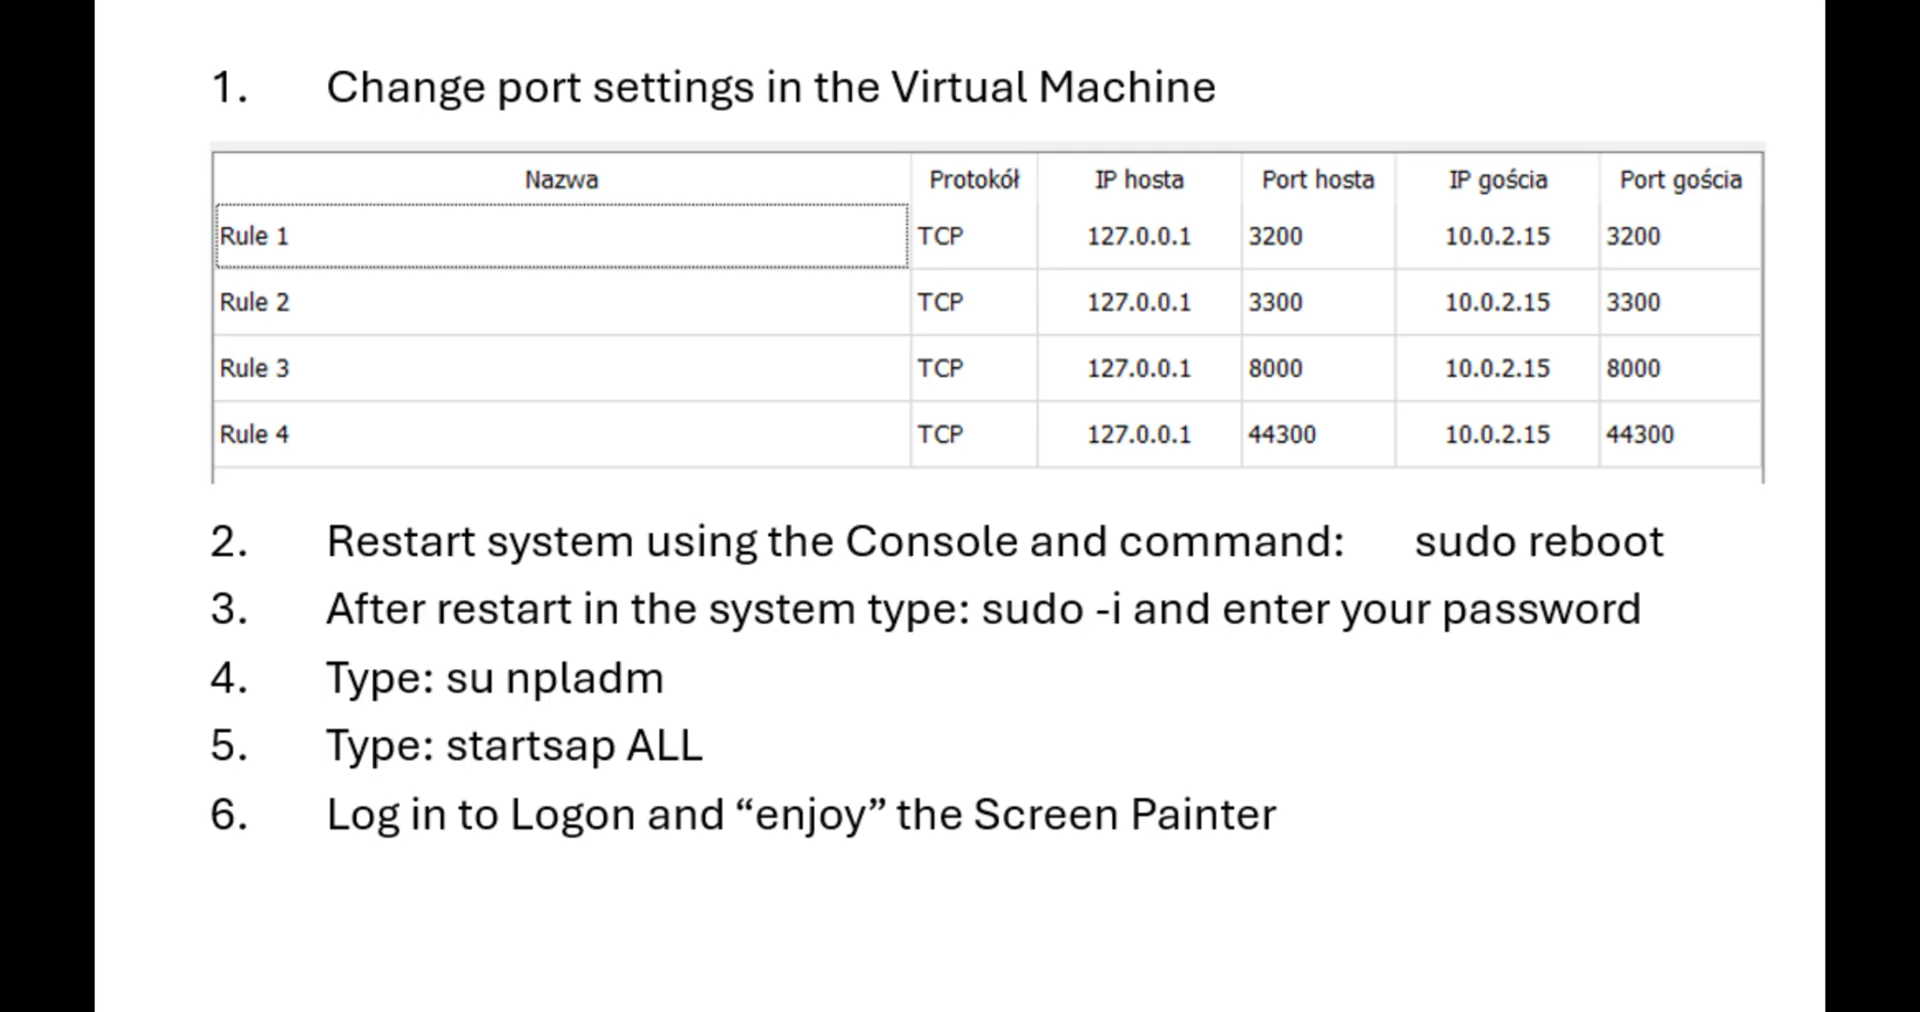 1. Change port settings in the Virtual Machine
Nazwa Protokół IP hosta Port hosta IP gościa Port gościa
Rule 1 TCP 127.0.0.1 3200 10.0.2.15 3200
Rule 2 TCP 127.0.0.1 3300 10.0.2.15 3300
Rule 3 TCP 127.0.0.1 8000 10.0.2.15 8000
Rule 4 TCP 127.0.0.1 44300 10.0.2.15 44300
2. Restart system using the Console and command: sudo reboot
3. After restart in the system type: sudo -i and enter your password
4. Type: su npladm
5. Type: startsap ALL
6. Log in to Logon and “enjoy” the Screen Painter